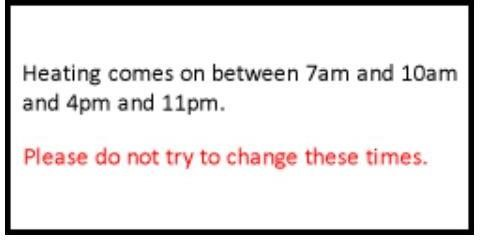 Heating comes on between 7am and 10am
and 4pm and 11pm.
Please do not try to change these times.